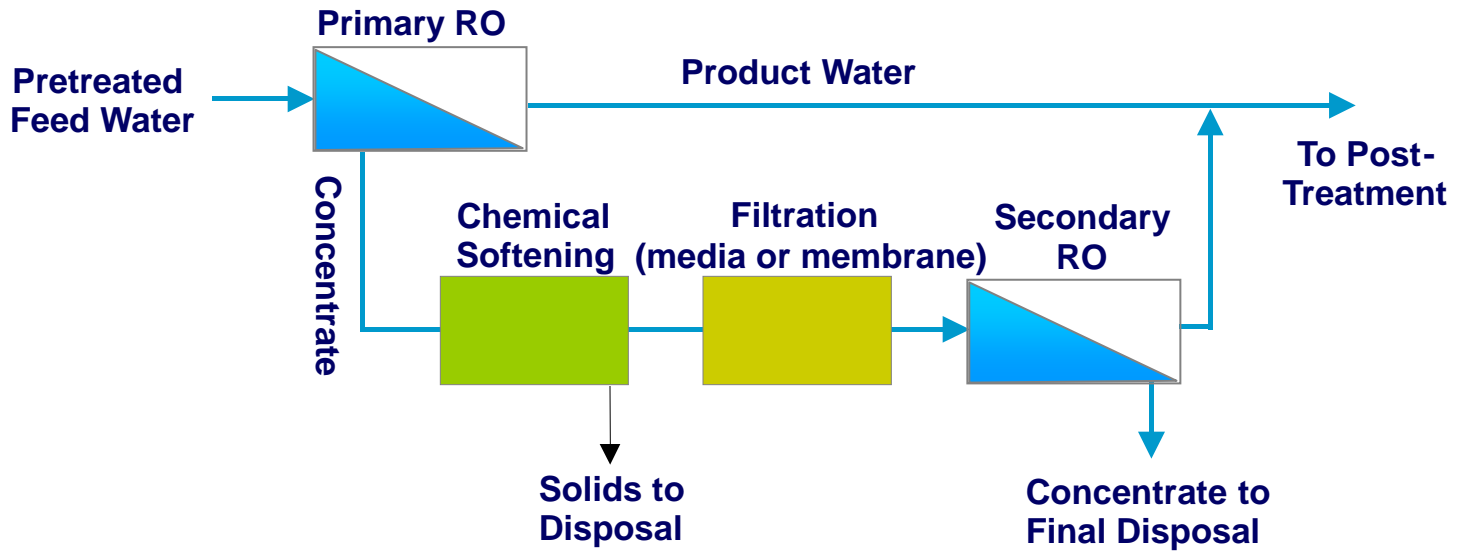 Primary RO
Pretreated
Feed Water
Product Water
To Post-
Treatment
Concentrate
Chemical
Softening
Filtration
(media or membrane)
Secondary
RO
Solids to
Disposal
Concentrate to
Final Disposal